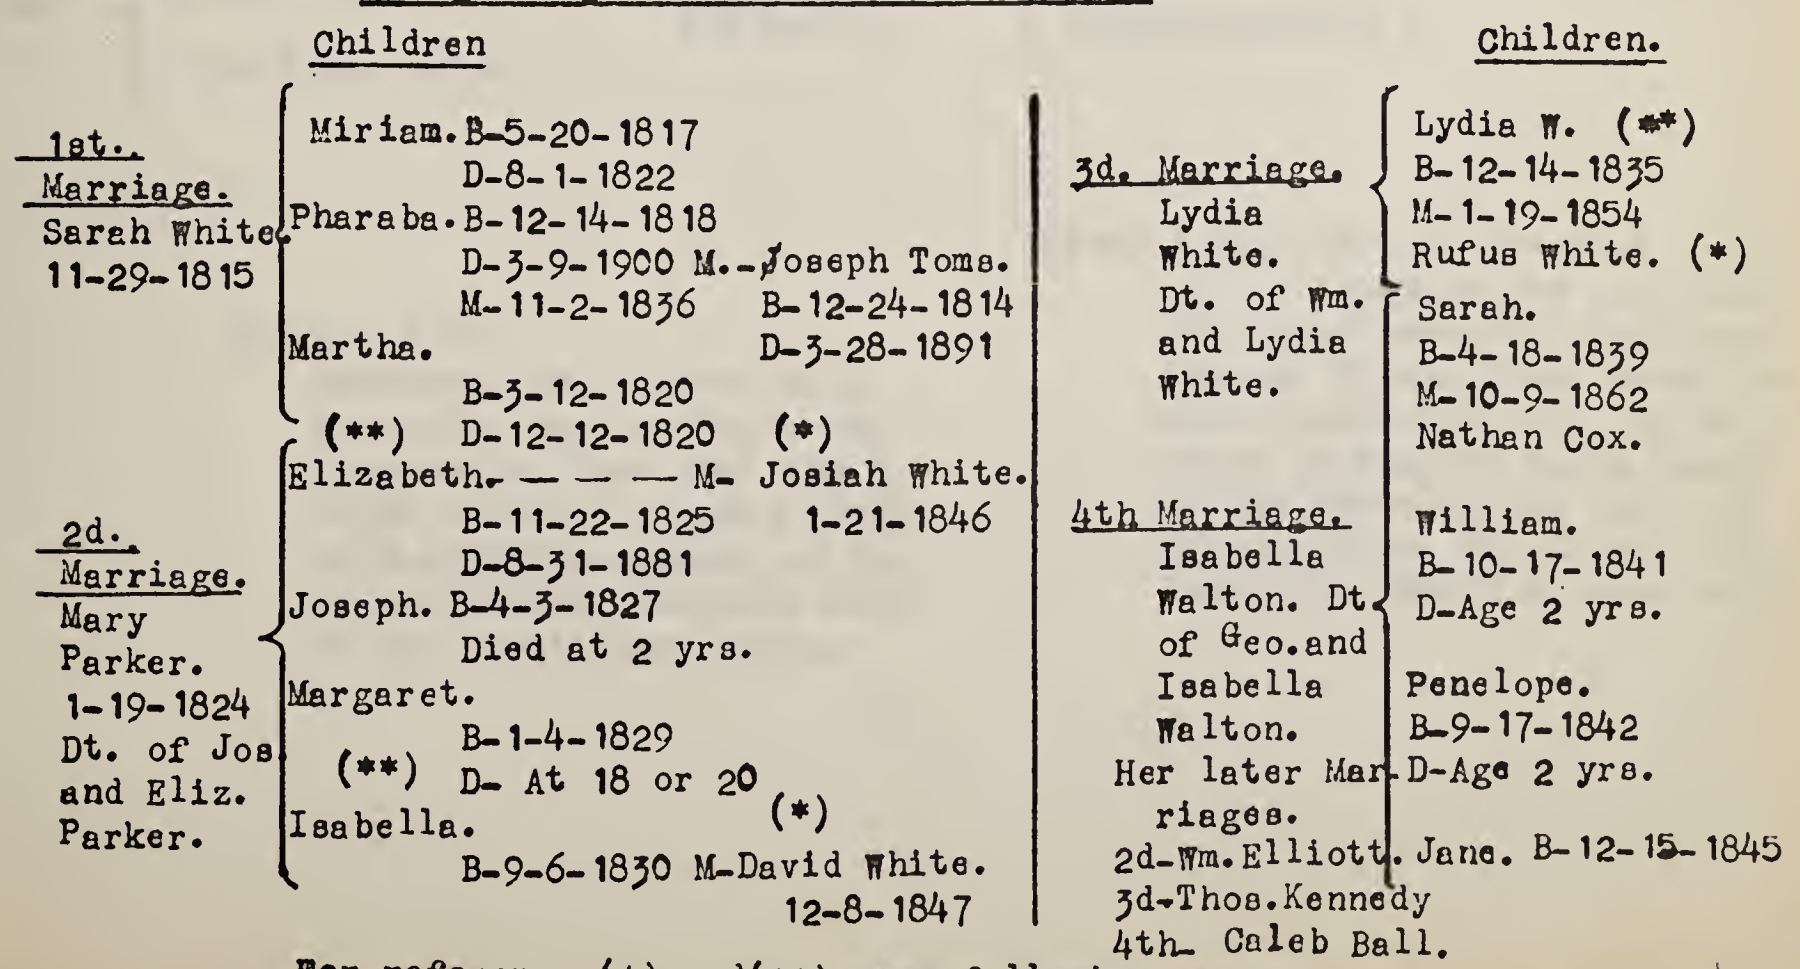 Children
1st.
Marriage.
Sarah White
11-29-1815
Miriam. B-5-20-1817
D-8-1-1822
Pharaba. B-12-14-1818
D-3-9-1900 M.-Joseph Toms.
M-11-2-1836 B-12-24-1814
Martha. D-3-28-1891
B-3-12-1820
(**) D-12-12-1820 (*)
2d.
Marriage.
Mary
Parker.
1-19-1824
Dt. of Jos
and Eliz.
Parker.
Elizabeth. — — — M- Josiah White.
B-11-22-1825 1-21-1846
D-8-31-1881
Joseph. B-4-3-1827
Died at 2 yrs.
Margaret.
B-1-4-1829
(**) D- At 18 or 20
(*)
Isabella.
B-9-6-1830 M-David White.
12-8-1847
Children.
3d. Marriage.
Lydia
White.
Dt. of Wm.
and Lydia
White.
Lydia W. (**)
B-12-14-1835
M-1-19-1854
Rufus White. (*)
Sarah.
B-4-18-1839
M-10-9-1862
Nathan Cox.
4th Marriage.
Isabella
Walton. Dt
of Geo.and
Isabella
Walton.
Her later Mar-
riages.
2d-Wm.Elliott.
3d-Thos.Kennedy
4th- Caleb Ball.
William.
B-10-17-1841
D-Age 2 yrs.
Penelope.
B-9-17-1842
D-Age 2 yrs.
Jane. B-12-15-1845